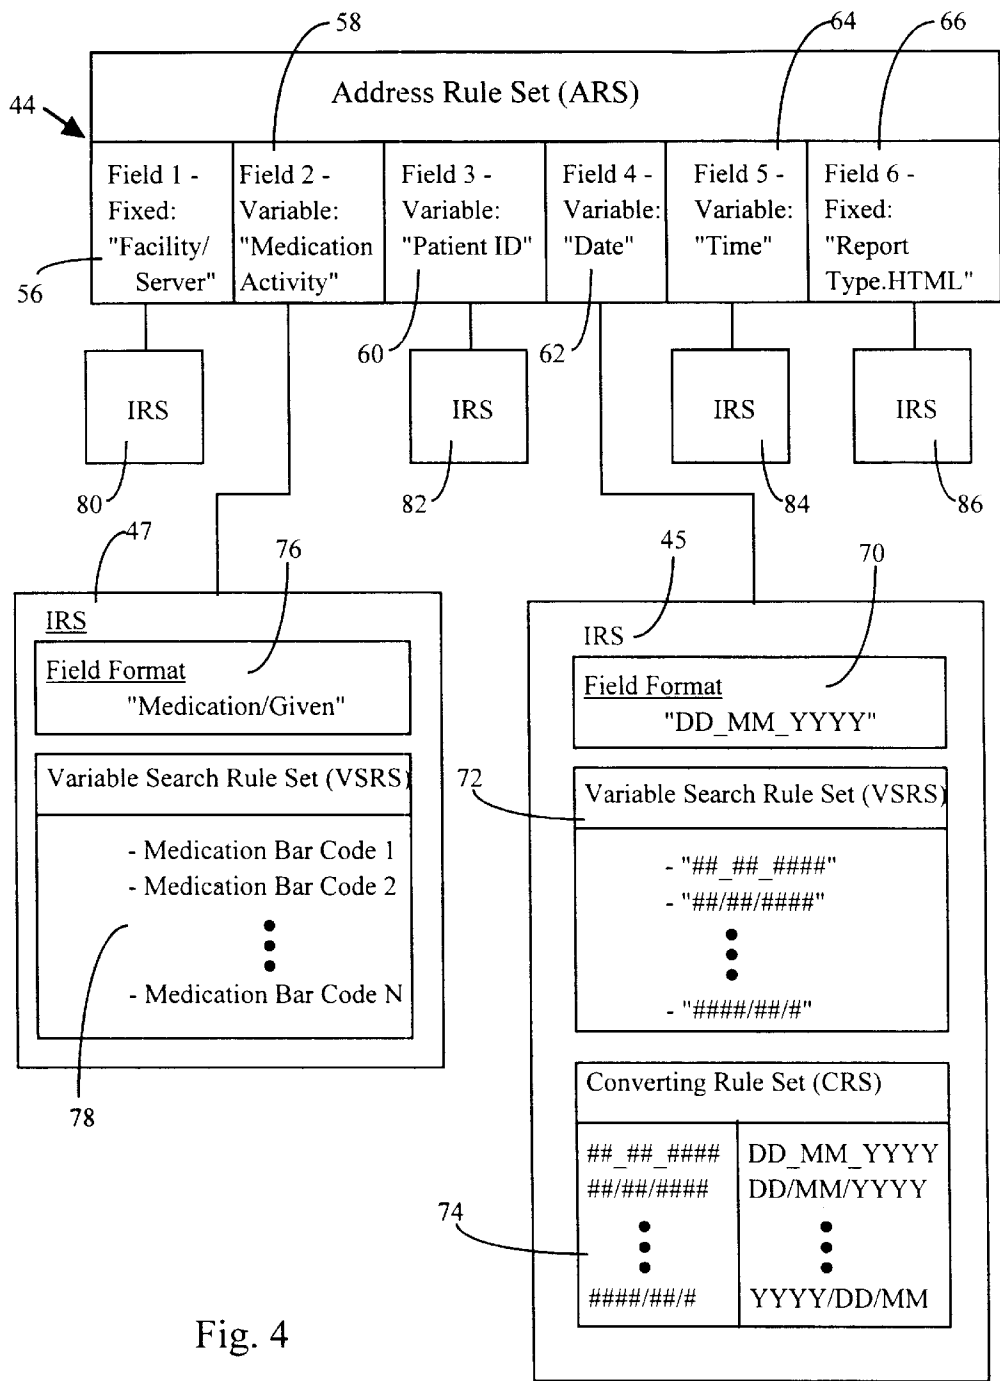 58
64
66
Address Rule Set (ARS)
44
Field 1 -
Fixed:
"Facility/
Server"
Field 2 -
Variable:
"Medication
Activity"
Field 3 -
Variable:
"Patient ID"
Field 4 -
Variable:
"Date"
Field 5 -
Variable:
"Time"
Field 6 -
Fixed:
"Report
Type.HTML"
56
60
62
IRS
IRS
IRS
IRS
80
82
84
86
47
76
45
70
IRS
Field Format
"Medication/Given"
Variable Search Rule Set (VSRS)
- Medication Bar Code 1
- Medication Bar Code 2
- Medication Bar Code N
78
IRS
Field Format
"DD_MM_YYYY"
72
Variable Search Rule Set (VSRS)
- "##_##_####"
- "##/##/####"
- "####/##/#"
Converting Rule Set (CRS)
##_##_#### DD_MM_YYYY
##/##/#### DD/MM/YYYY
74
####/##/# YYYY/DD/MM
Fig. 4